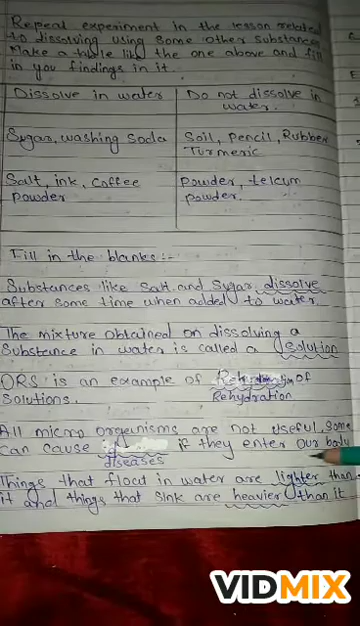 Repeat experiment in the lesson related
to dissolving using some other substances
Make a table like the one above and fill
in you findings in it.
Dissolve in water
Do not dissolve in
water.
Sugar, washing Soda
Soil, Pencil, Rubber
Turmeric
Salt, ink, Coffee
powder
Powder, telcum
powder.
Fill in the blanks :-
Substances like Salt and Sugar dissolve
after some time when added to water.
The mixture obtained on dissolving a
Substance in water is called a solution
ORS is an example of of
Solutions. Rehydration
All micro orgenisms are not useful Some
can cause if they enter our body
diseases
Things that float in water are lighter than
it and things that sink are heavier than it
VIDMIX